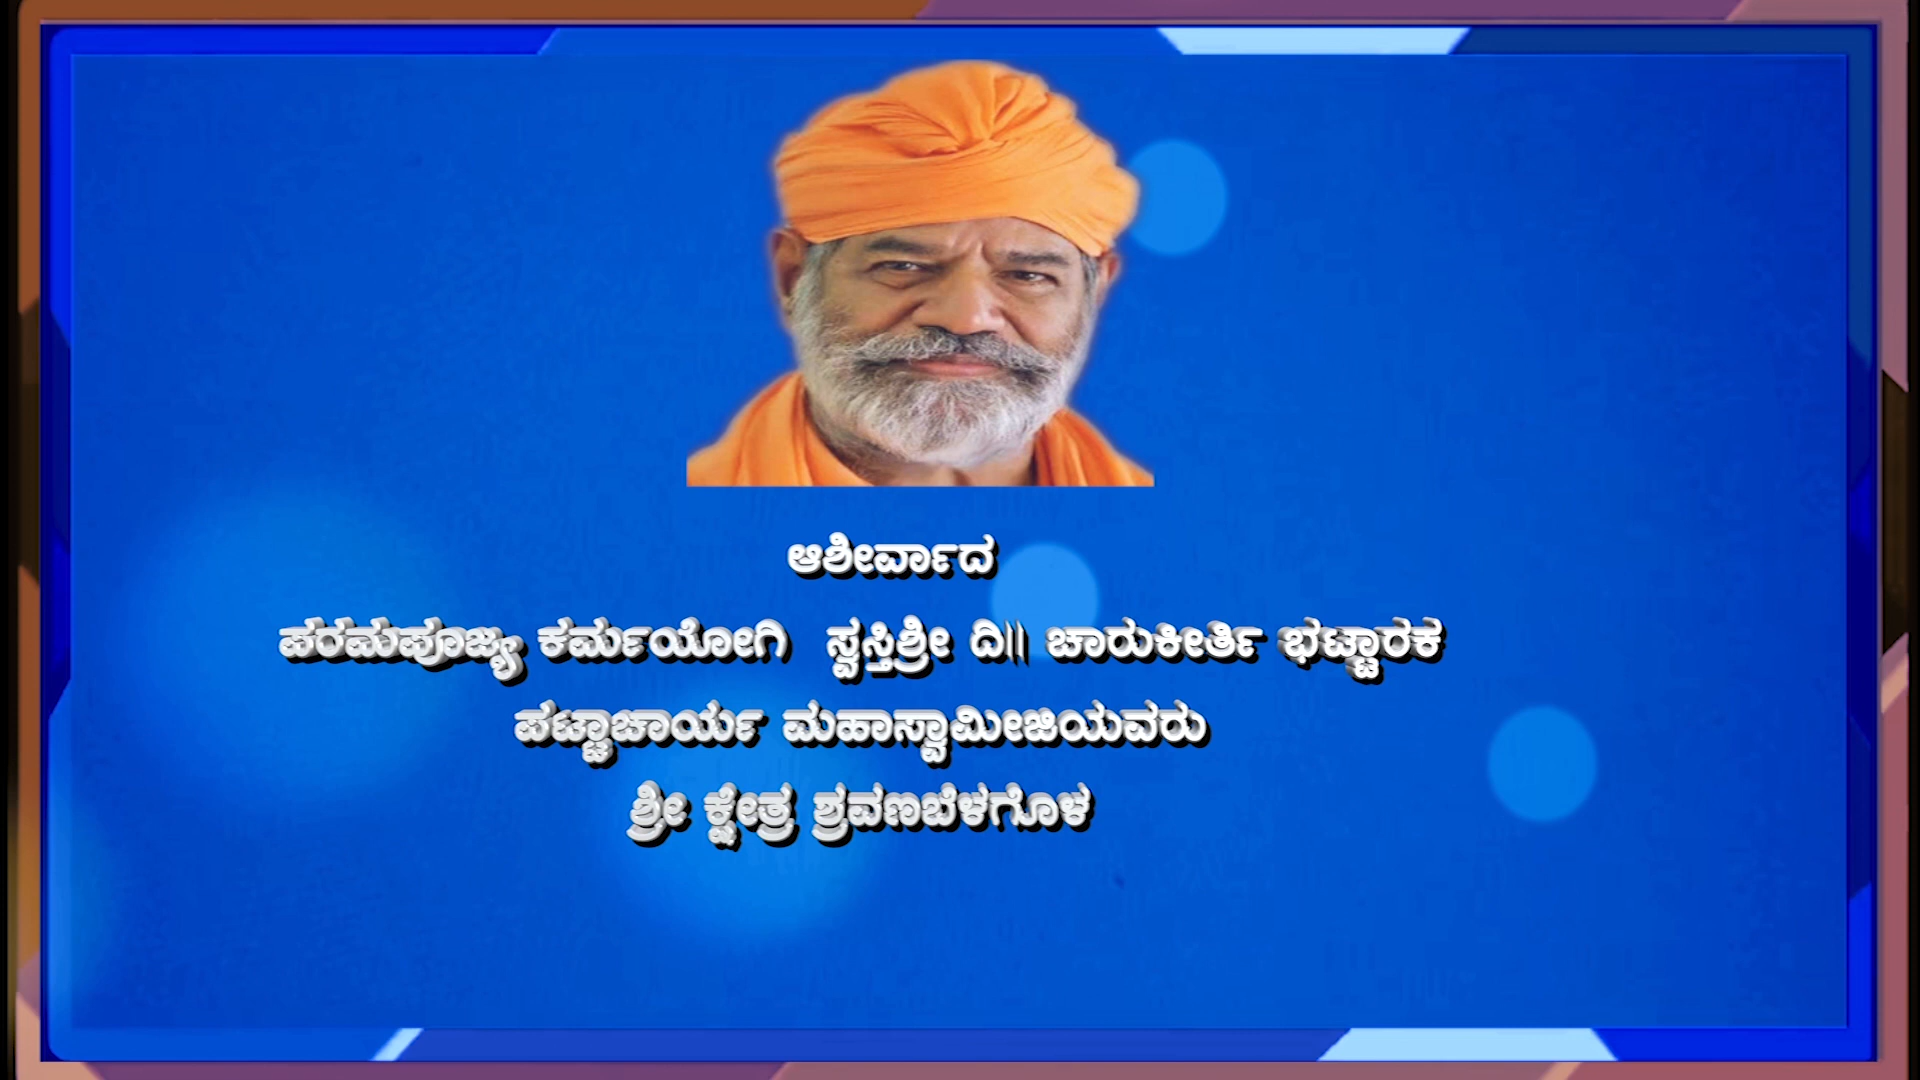 ಆಶೀರ್ವಾದ
ಪರಮಪೂಜ್ಯ ಕರ್ಮಯೋಗಿ ಸ್ವಸ್ತಿಶ್ರೀ ದಿ|| ಚಾರುಕೀರ್ತಿ ಭಟ್ಟಾರಕ
ಪಟ್ಟಾಚಾರ್ಯ ಮಹಾಸ್ವಾಮೀಜಿಯವರು
ಶ್ರೀ ಕ್ಷೇತ್ರ ಶ್ರವಣಬೆಳಗೊಳ